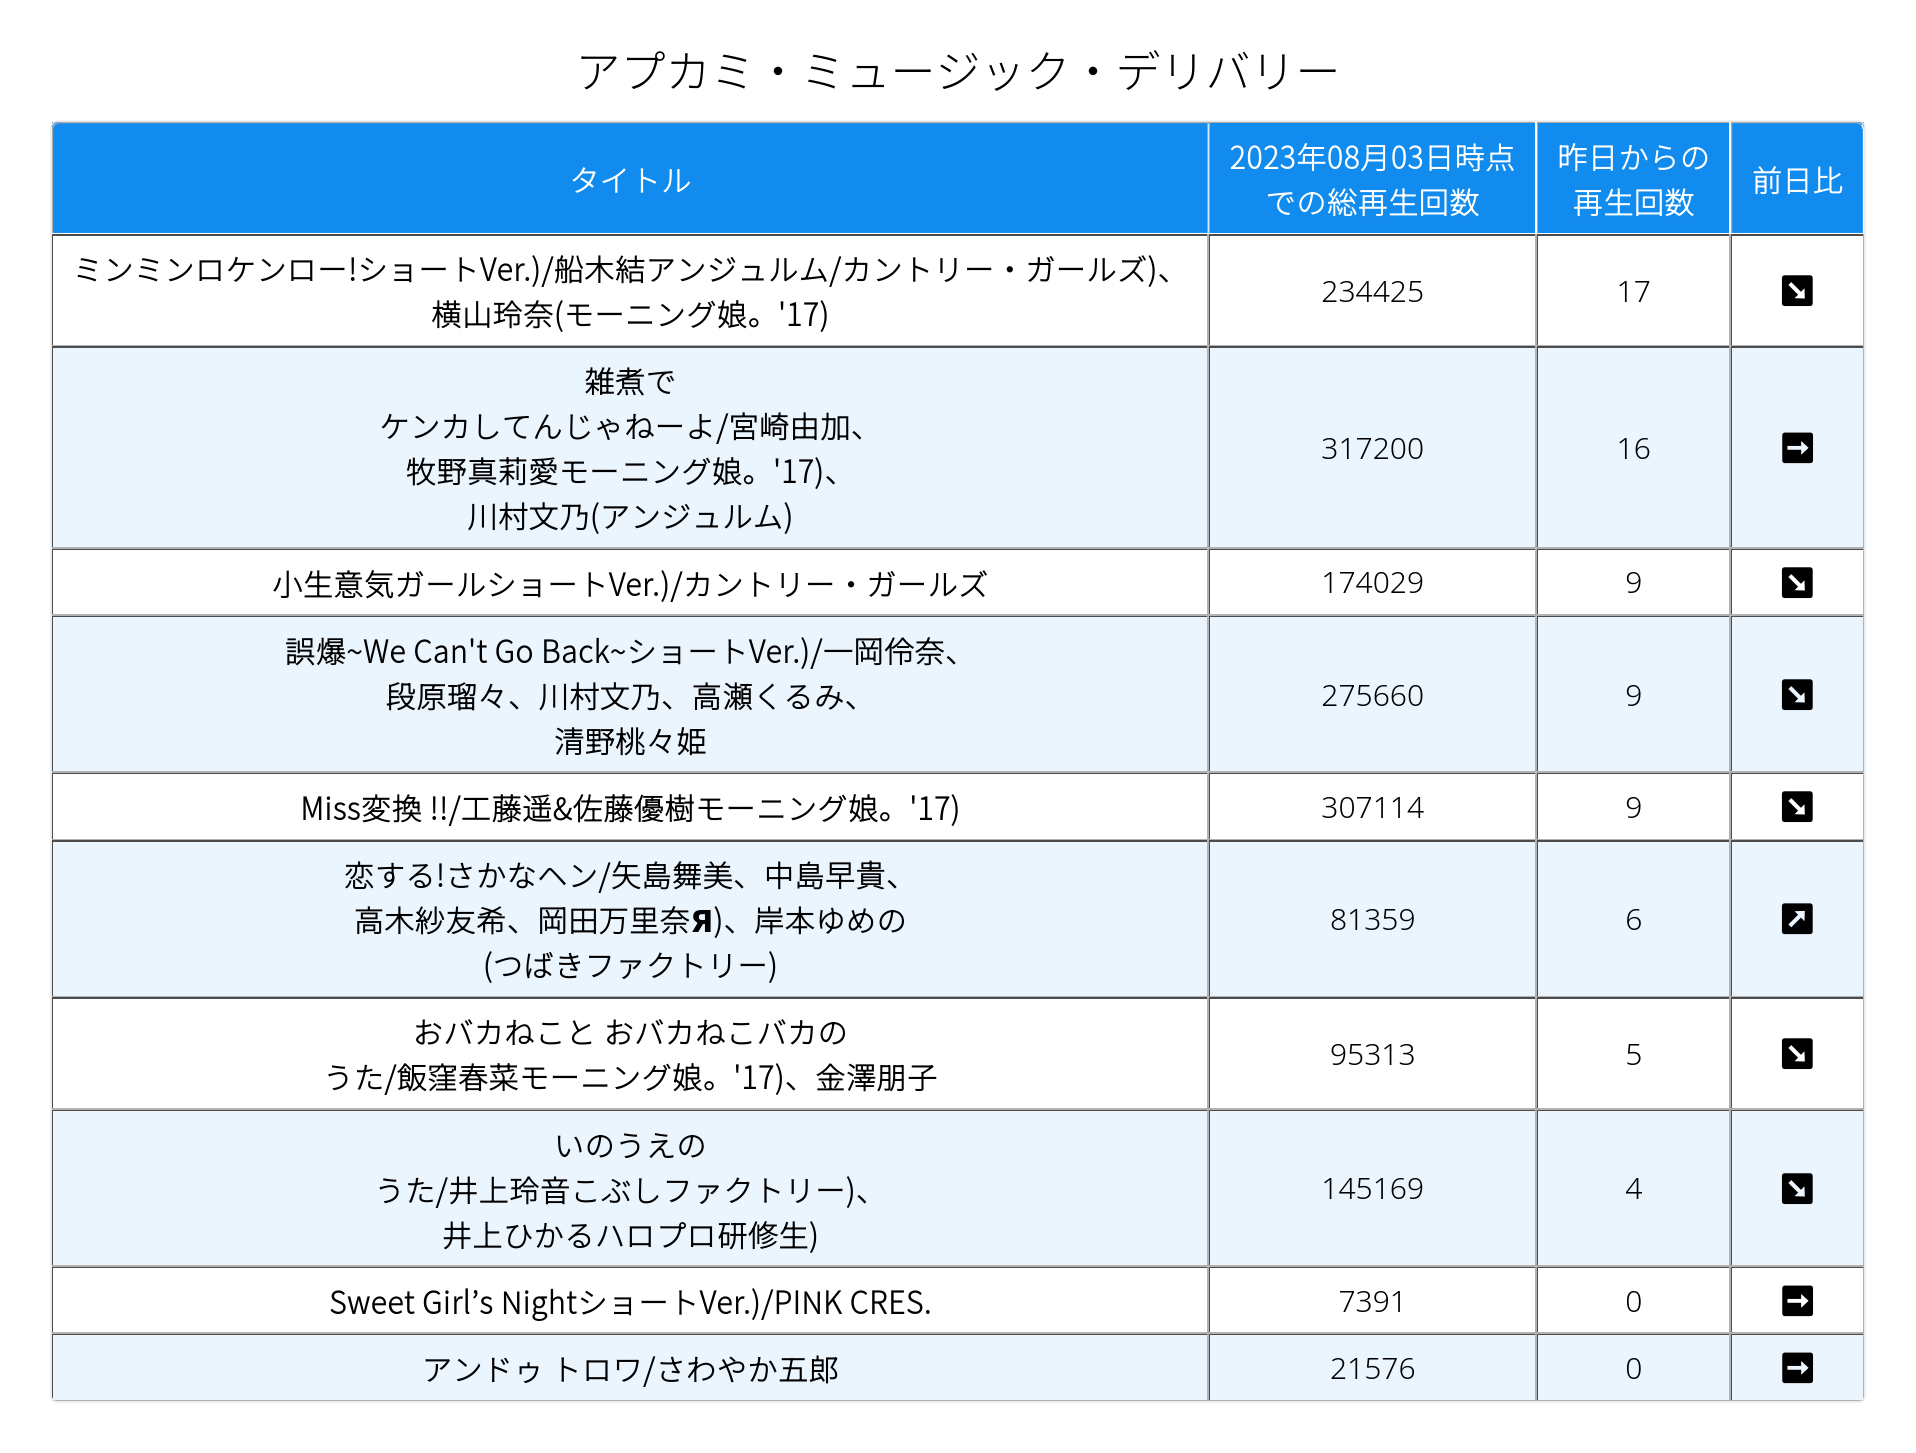 アプカミ・ミュージック・デリバリー
タイトル
2023年08月03日時点
での総再生回数
昨日からの
再生回数
前日比
ミンミンロケンロー!ショートVer.)/船木結アンジュルム/カントリー・ガールズ)、
横山玲奈(モーニング娘。'17)
234425
17
雑煮で
ケンカしてんじゃねーよ/宮崎由加、
牧野真莉愛モーニング娘。'17)、
川村文乃(アンジュルム)
317200
16
小生意気ガールショートVer.)/カントリー・ガールズ
174029
9
誤爆~We Can't Go Back~ショートVer.)/一岡伶奈、
段原瑠々、川村文乃、高瀬くるみ、
清野桃々姫
275660
9
Miss変換 !!/工藤遥&佐藤優樹モーニング娘。'17)
307114
9
恋する!さかなヘン/矢島舞美、中島早貴、
高木紗友希、岡田万里奈Я)、岸本ゆめの
(つばきファクトリー)
81359
6
おバカねこと おバカねこバカの
うた/飯窪春菜モーニング娘。'17)、金澤朋子
95313
5
いのうえの
うた/井上玲音こぶしファクトリー)、
井上ひかるハロプロ研修生)
145169
4
Sweet Girl’s NightショートVer.)/PINK CRES.
7391
0
アンドゥ トロワ/さわやか五郎
21576
0